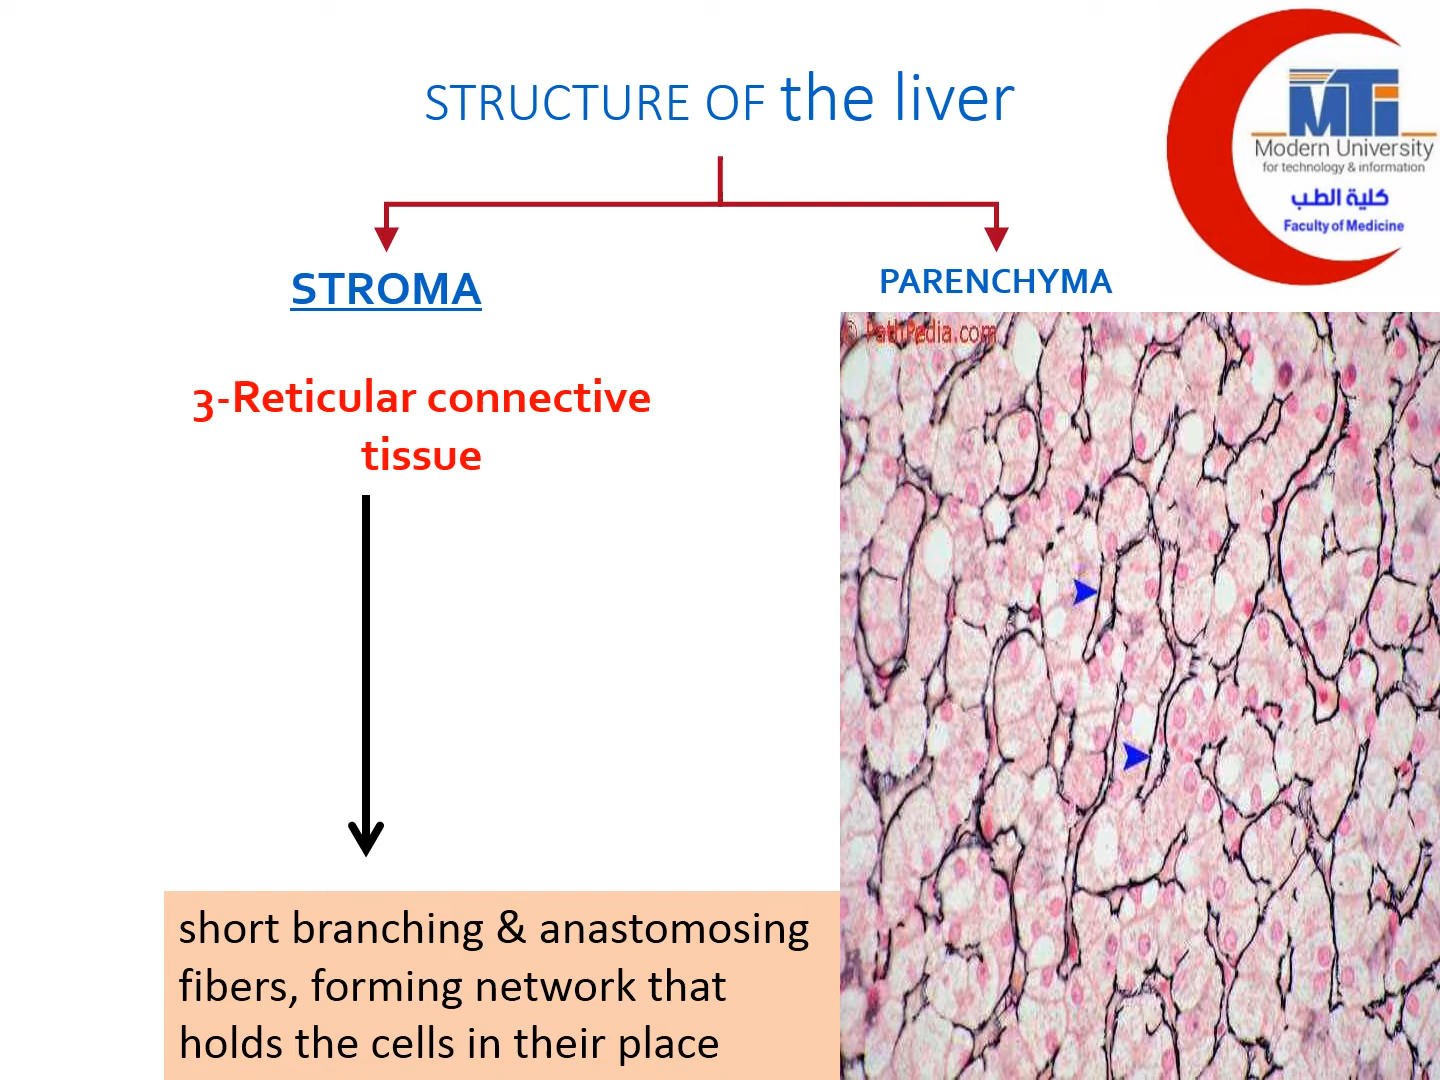 STRUCTURE OF the liver
MTi
Modern University
for technology & information
كلية الطب
Faculty of Medicine
STROMA
PARENCHYMA
© PathPedia.com
3-Reticular connective
tissue
short branching & anastomosing
fibers, forming network that
holds the cells in their place